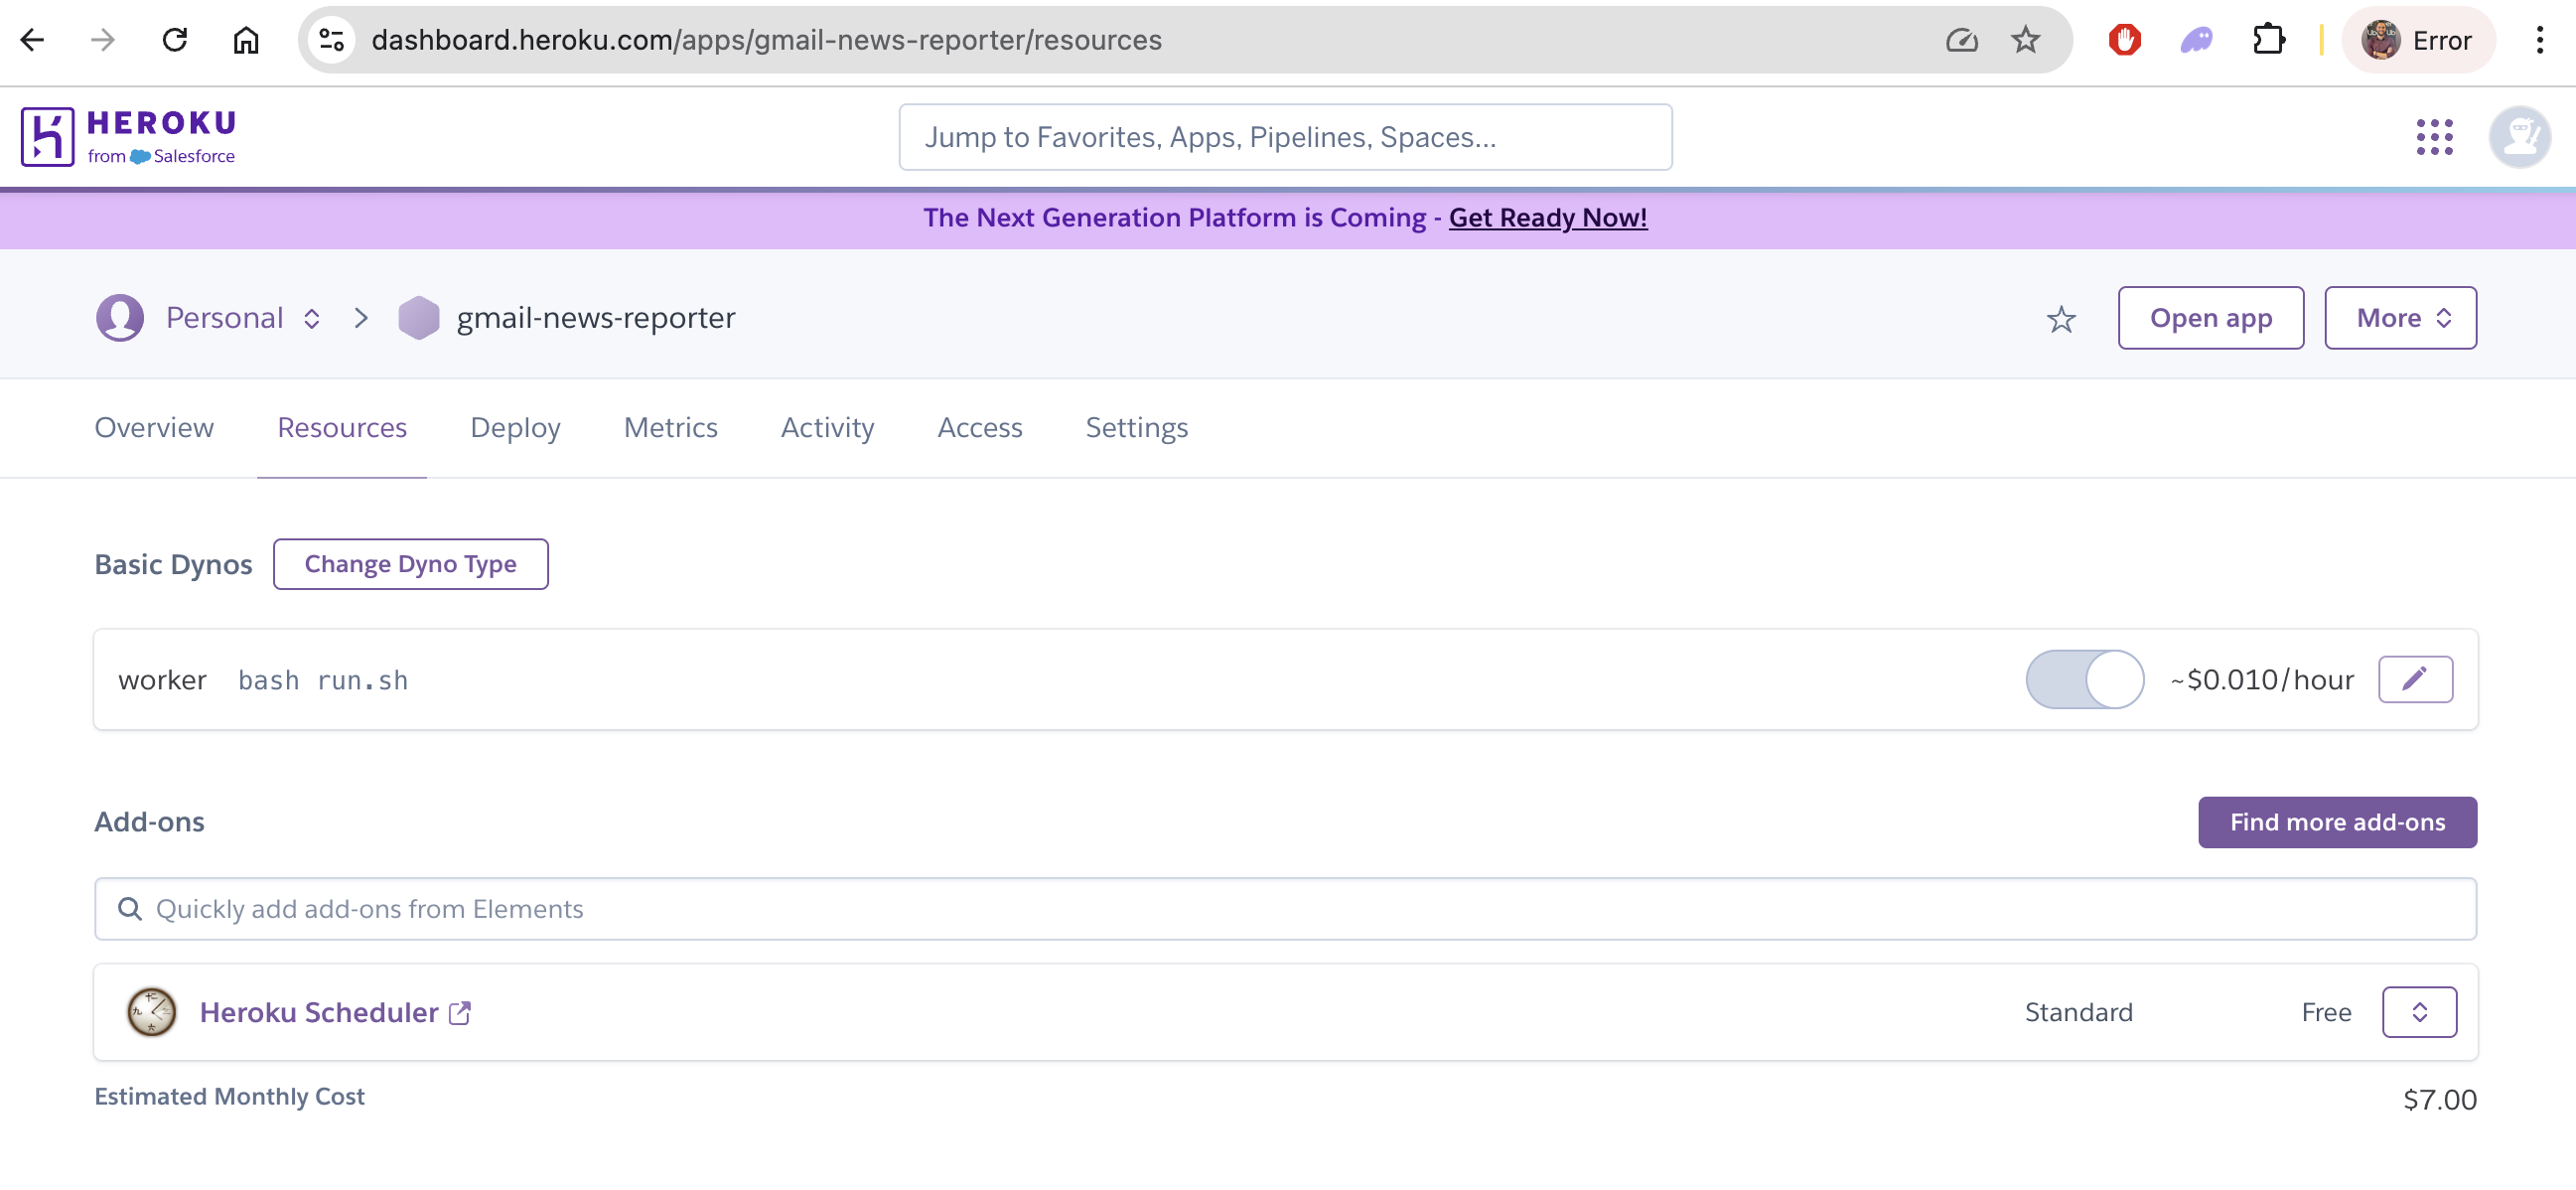 dashboard.heroku.com/apps/gmail-news-reporter/resources
Error
HEROKU
from Salesforce
Jump to Favorites, Apps, Pipelines, Spaces...
The Next Generation Platform is Coming - Get Ready Now!
Personal
gmail-news-reporter
Open app
More
Overview
Resources
Deploy
Metrics
Activity
Access
Settings
Basic Dynos
Change Dyno Type
worker bash run.sh
~$0.010/hour
Add-ons
Find more add-ons
Quickly add add-ons from Elements
Heroku Scheduler
Standard
Free
Estimated Monthly Cost
$7.00